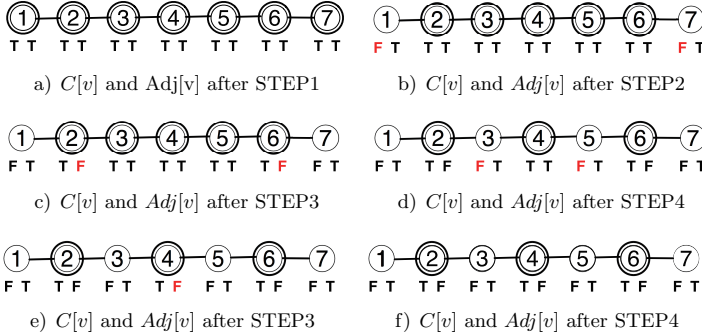 1 2 3 4 5 6 7
T T T T T T T T T T T T T T
a) C[v] and Adj[v] after STEP1
1 2 3 4 5 6 7
F T T T T T T T T T T T F T
b) C[v] and Adj[v] after STEP2
1 2 3 4 5 6 7
F T T F T T T T T T T F F T
c) C[v] and Adj[v] after STEP3
1 2 3 4 5 6 7
F T T F F T T T F T T F F T
d) C[v] and Adj[v] after STEP4
1 2 3 4 5 6 7
F T T F F T T F F T T F F T
e) C[v] and Adj[v] after STEP3
1 2 3 4 5 6 7
F T T F F T T F F T T F F T
f) C[v] and Adj[v] after STEP4